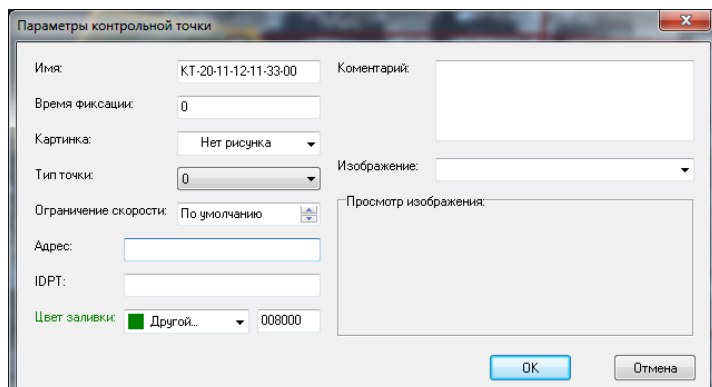 Параметры контрольной точки
Имя: КТ-20-11-12-11-33-00
Время фиксации: 0
Картинка: Нет рисунка
Тип точки: 0
Ограничение скорости: По умолчанию
Адрес:
IDPT:
Цвет заливки: Другой... 008000
Коментарий:
Изображение:
Просмотр изображения:
OK Отмена